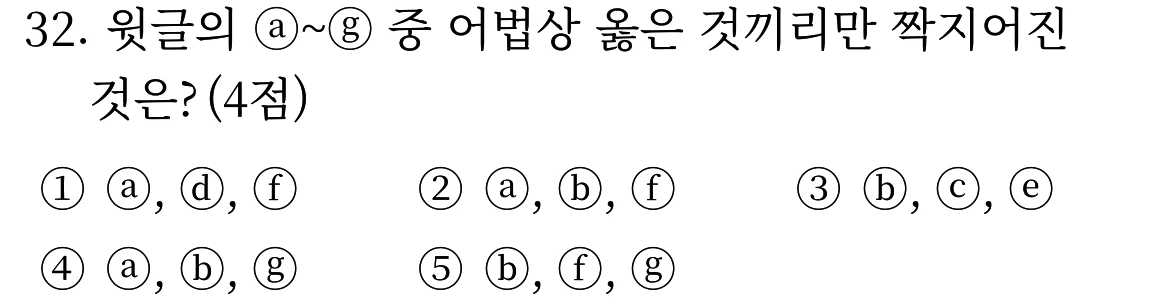 32. 윗글의 ⓐ~ⓖ 중 어법상 옳은 것끼리만 짝지어진
것은? (4점)
① ⓐ, ⓓ, ⓕ ② ⓐ, ⓑ, ⓕ ③ ⓑ, ⓒ, ⓔ
④ ⓐ, ⓑ, ⓖ ⑤ ⓑ, ⓕ, ⓖ